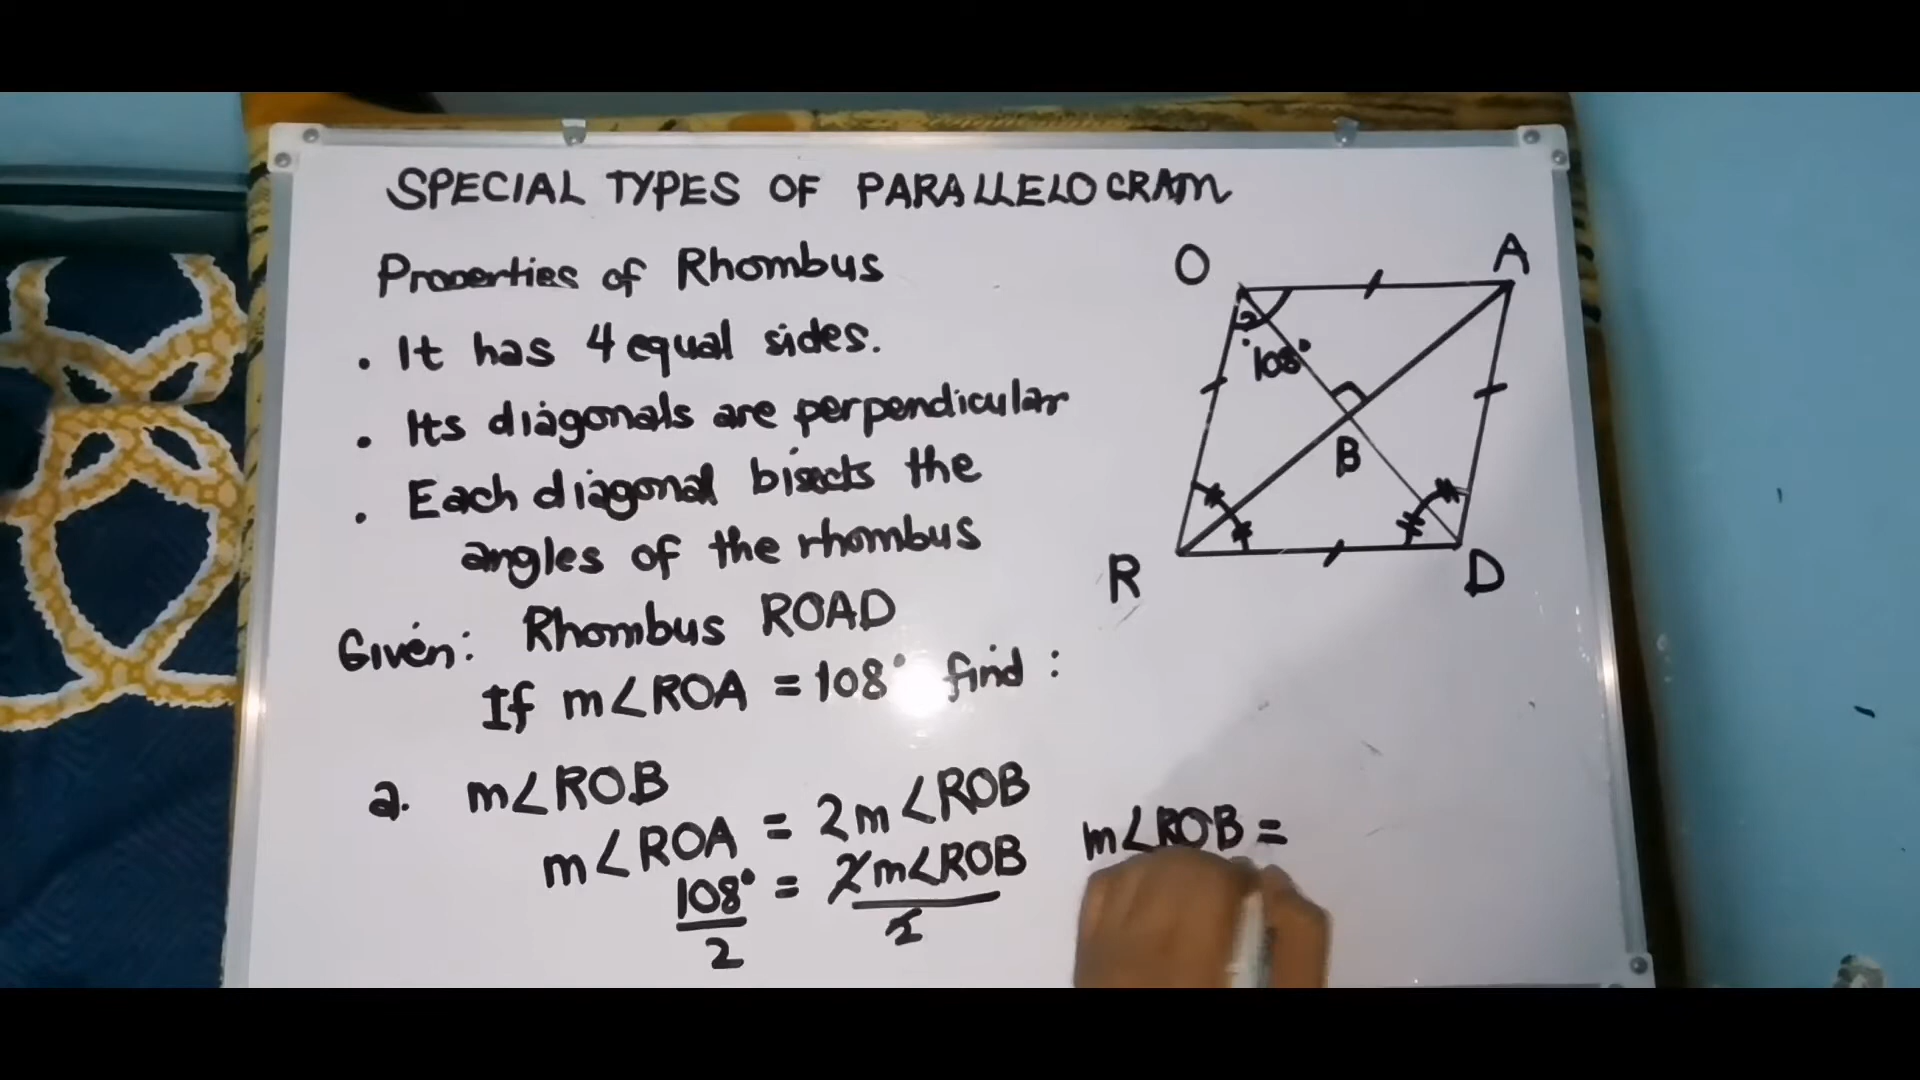 SPECIAL TYPES OF PARALLELOGRAM
Properties of Rhombus
• It has 4 equal sides.
• Its diagonals are perpendicular
• Each diagonal bisects the
angles of the rhombus
Given: Rhombus ROAD
If m∠ROA = 108° find :
a. m∠ROB
m∠ROA = 2m∠ROB
108°/2 = 2m∠ROB/2
m∠ROB =
O
A
2
108°
B
R
D